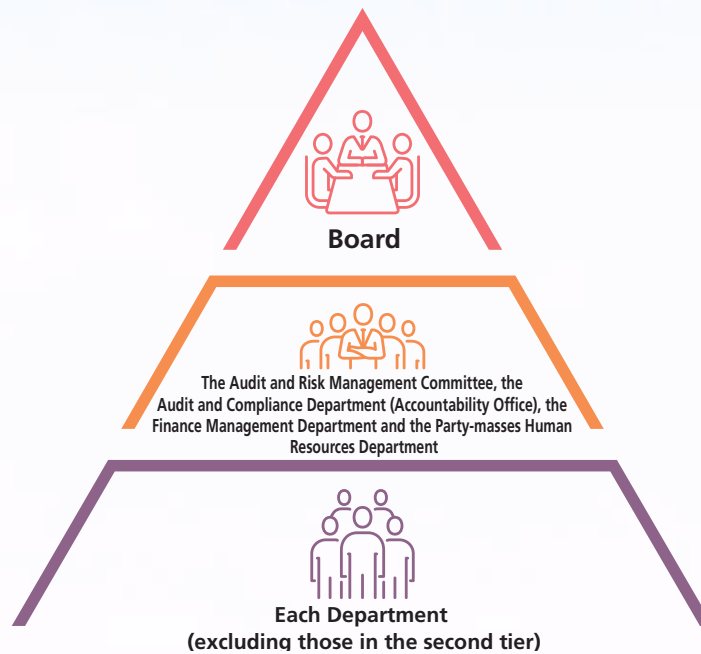 Board
The Audit and Risk Management Committee, the
Audit and Compliance Department (Accountability Office), the
Finance Management Department and the Party-masses Human
Resources Department
Each Department
(excluding those in the second tier)